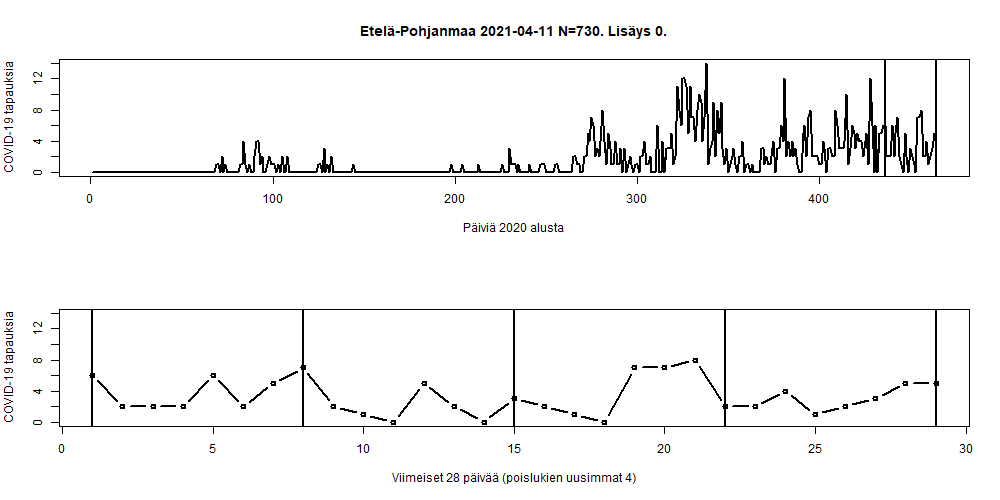 Etelä-Pohjanmaa 2021-04-11 N=730. Lisäys 0.
COVID-19 tapauksia
0 4 8 12
0 100 200 300 400
Päiviä 2020 alusta
COVID-19 tapauksia
0 4 8 12
0 5 10 15 20 25 30
Viimeiset 28 päivää (poislukien uusimmat 4)